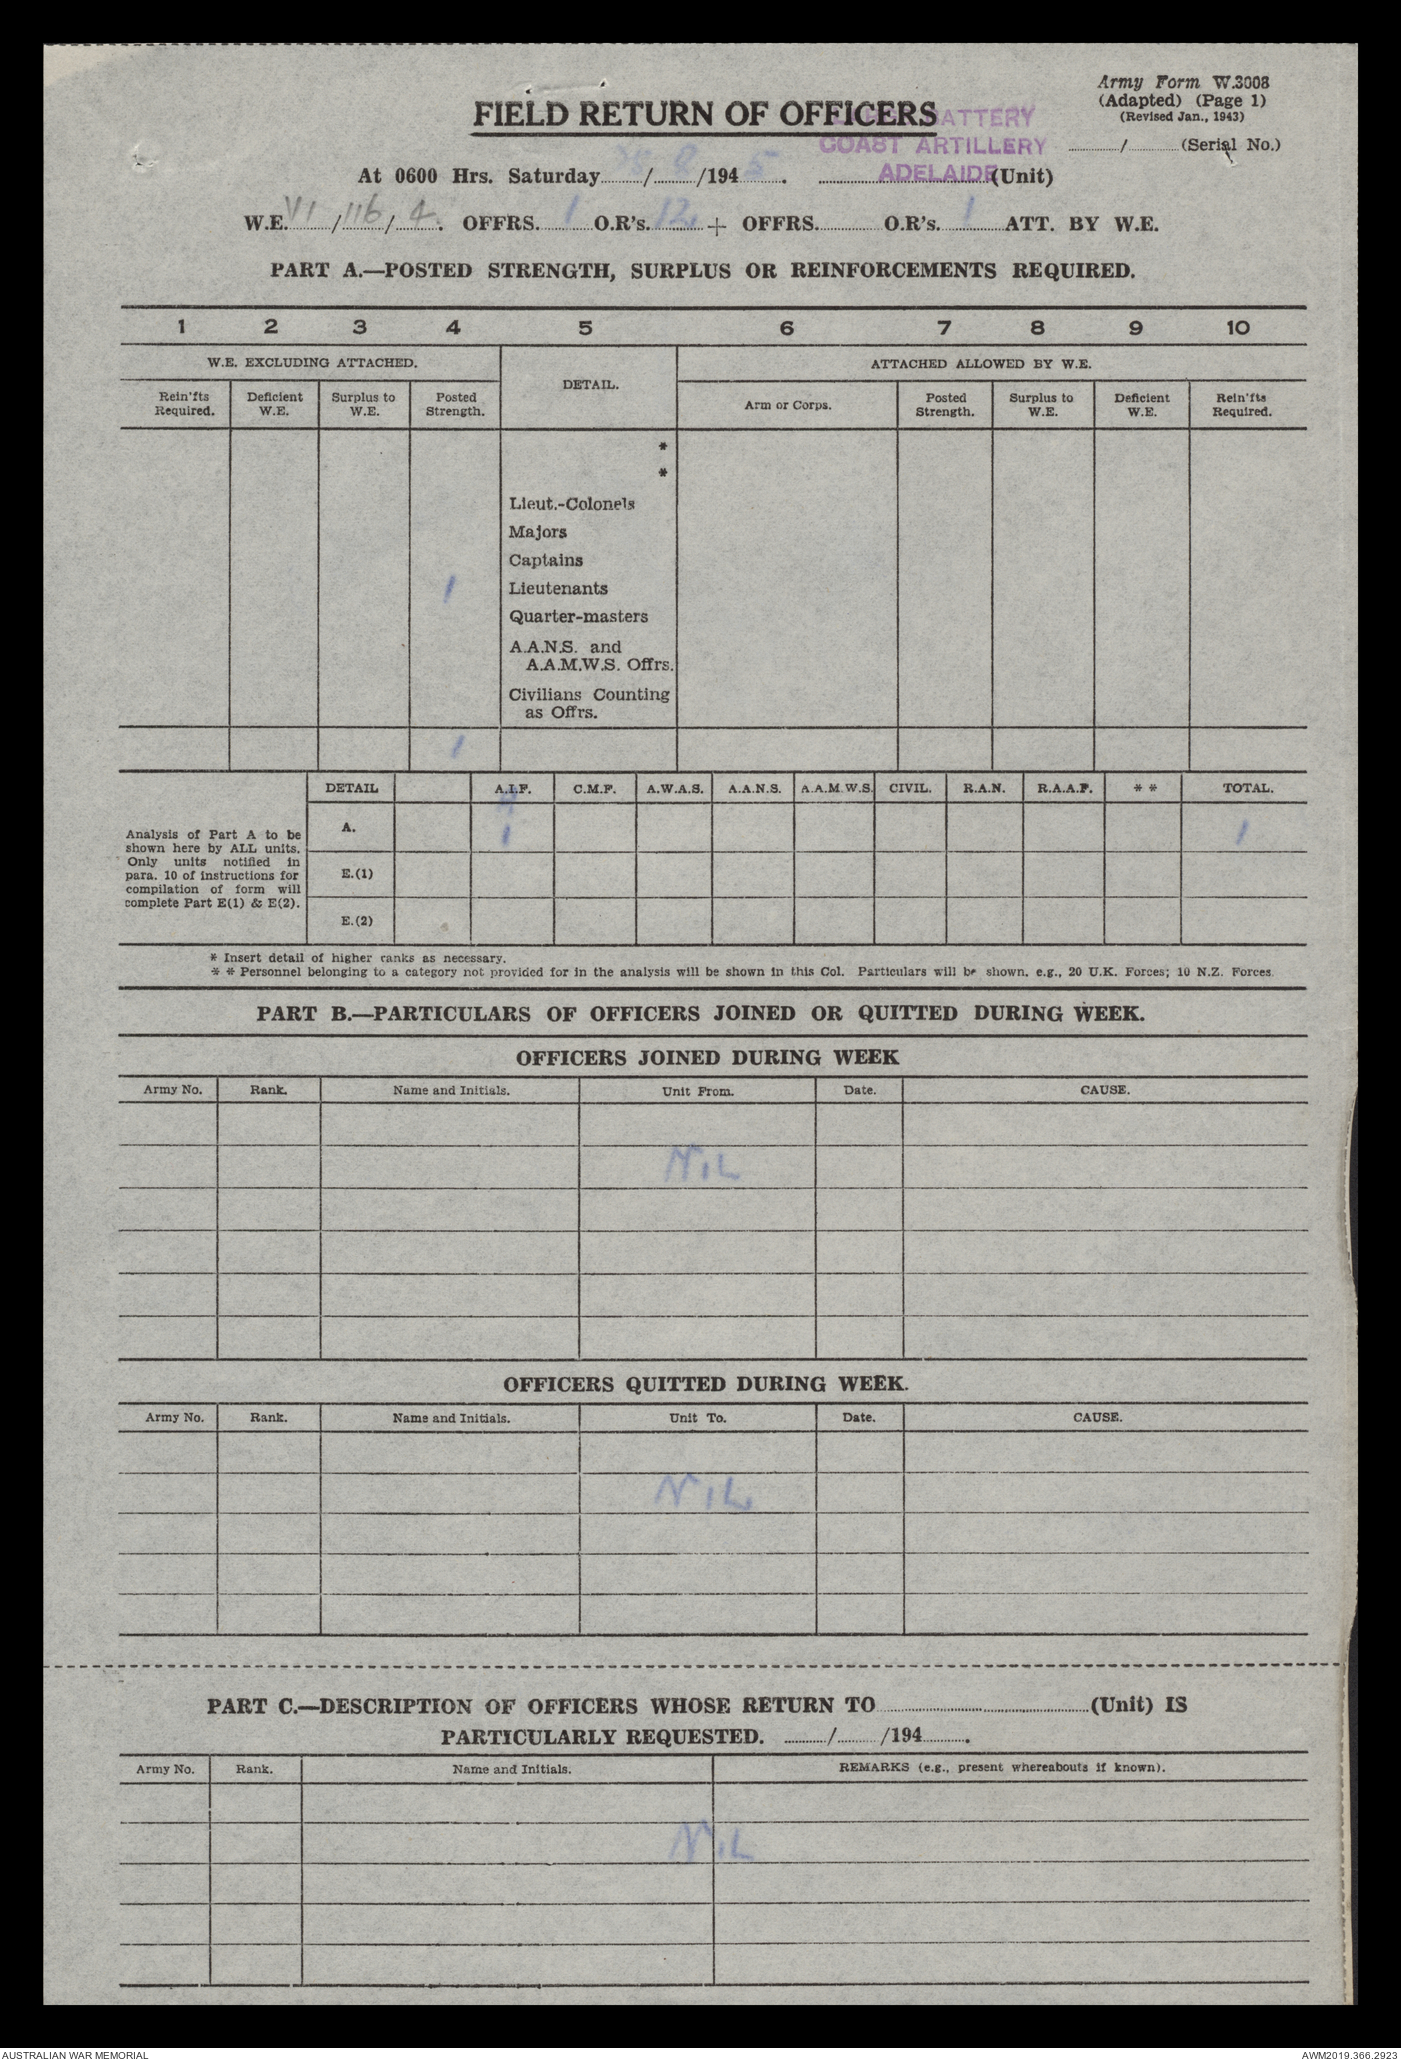 Army Form W.3008
(Adapted) (Page 1)
(Revised Jan., 1943)
FIELD RETURN OF OFFICERS
BATTERY
COAST ARTILLERY
ADELAIDE
............/............(Serial No.)
At 0600 Hrs. Saturday........./ 8 /194 5 . ..............................(Unit)
W.E. VI / 116 / 4 . OFFRS. 1 O.R's. 12 + OFFRS. ............ O.R's. 1 ATT. BY W.E.
PART A.—POSTED STRENGTH, SURPLUS OR REINFORCEMENTS REQUIRED.
1 2 3 4 5 6 7 8 9 10
W.E. EXCLUDING ATTACHED. DETAIL. ATTACHED ALLOWED BY W.E.
Rein'fts Required. Deficient W.E. Surplus to W.E. Posted Strength. Arm or Corps. Posted Strength. Surplus to W.E. Deficient W.E. Rein'fts Required.
*
*
Lieut.-Colonels
Majors
Captains
1 Lieutenants
Quarter-masters
A.A.N.S. and
A.A.M.W.S. Offrs.
Civilians Counting
as Offrs.
1
DETAIL A.I.F. C.M.F. A.W.A.S. A.A.N.S. A.A.M.W.S. CIVIL. R.A.N. R.A.A.F. * * TOTAL.
Analysis of Part A to be
shown here by ALL units.
Only units notified in
para. 10 of instructions for
compilation of form will
complete Part E(1) & E(2).
A. 1 1
E.(1)
E.(2)
* Insert detail of higher ranks as necessary.
* * Personnel belonging to a category not provided for in the analysis will be shown in this Col. Particulars will be shown, e.g., 20 U.K. Forces; 10 N.Z. Forces.
PART B.—PARTICULARS OF OFFICERS JOINED OR QUITTED DURING WEEK.
OFFICERS JOINED DURING WEEK
Army No. Rank. Name and Initials. Unit From. Date. CAUSE.
NIL
OFFICERS QUITTED DURING WEEK.
Army No. Rank. Name and Initials. Unit To. Date. CAUSE.
NIL
PART C.—DESCRIPTION OF OFFICERS WHOSE RETURN TO..............................(Unit) IS
PARTICULARLY REQUESTED. ........../........../194...........
Army No. Rank. Name and Initials. REMARKS (e.g., present whereabouts if known).
NIL
AUSTRALIAN WAR MEMORIAL AWM2019.366.2923